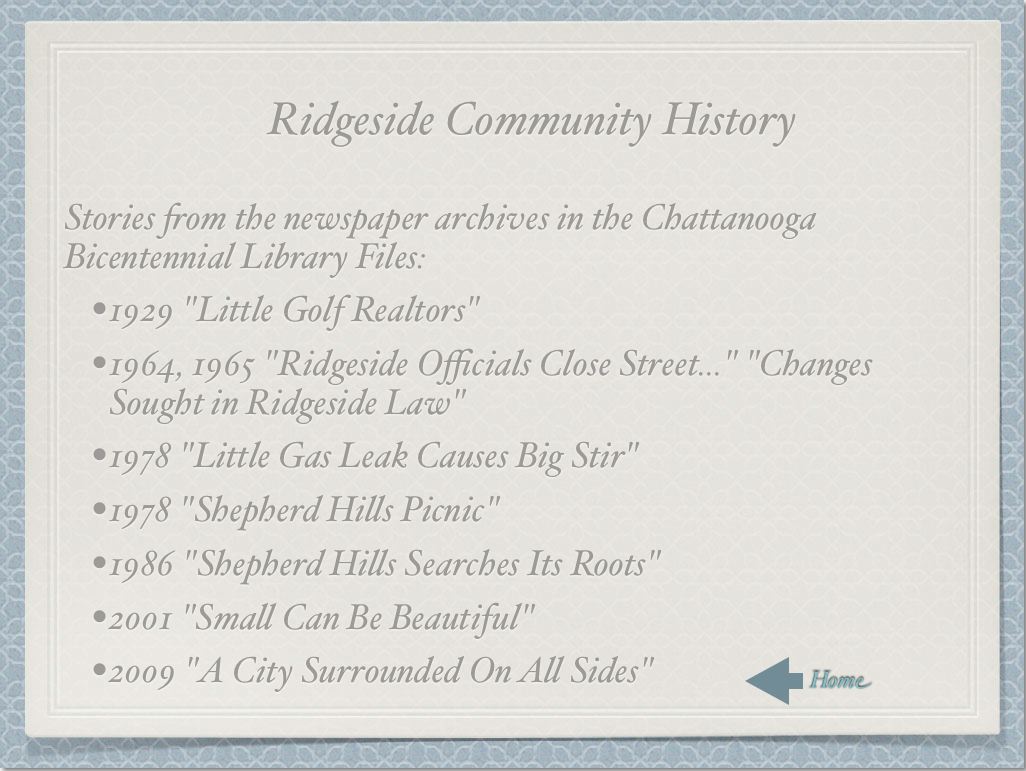 Ridgeside Community History
Stories from the newspaper archives in the Chattanooga
Bicentennial Library Files:
•1929 "Little Golf Realtors"
•1964, 1965 "Ridgeside Officials Close Street..." "Changes
Sought in Ridgeside Law"
•1978 "Little Gas Leak Causes Big Stir"
•1978 "Shepherd Hills Picnic"
•1986 "Shepherd Hills Searches Its Roots"
•2001 "Small Can Be Beautiful"
•2009 "A City Surrounded On All Sides"
Home